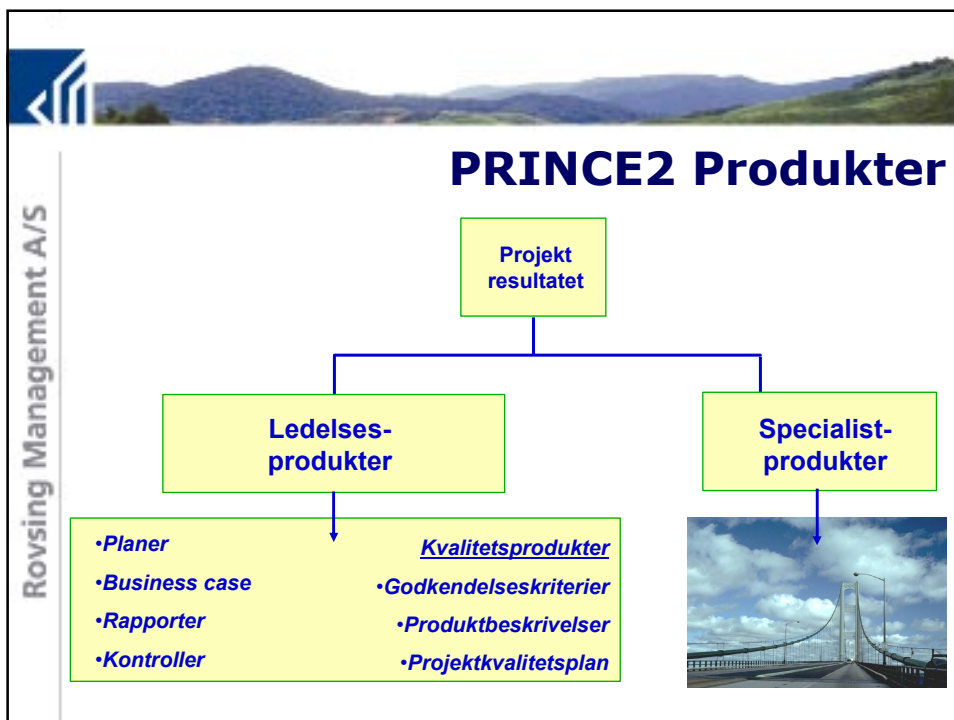 PRINCE2 Produkter
Rovsing Management A/S
Projekt
resultatet
Ledelses-
produkter
Specialist-
produkter
•Planer
•Business case
•Rapporter
•Kontroller
Kvalitetsprodukter
•Godkendelseskriterier
•Produktbeskrivelser
•Projektkvalitetsplan